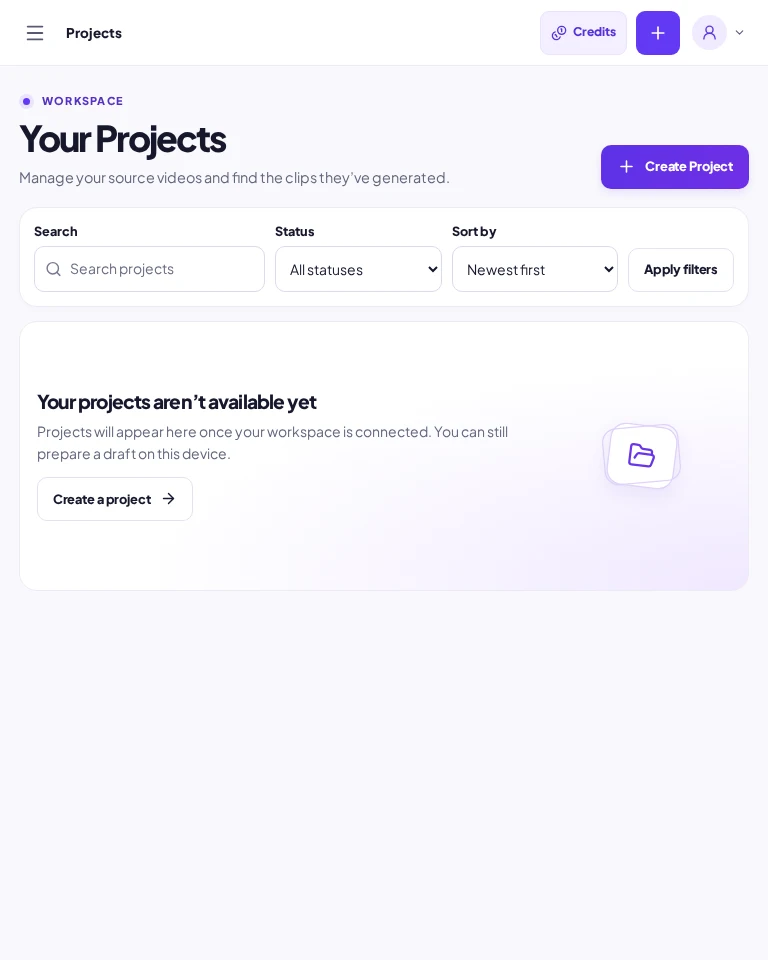 Projects
Credits
WORKSPACE
Your Projects
Manage your source videos and find the clips they’ve generated.
Create Project
Search
Status
Sort by
Search projects
All statuses
Newest first
Apply filters
Your projects aren’t available yet
Projects will appear here once your workspace is connected. You can still
prepare a draft on this device.
Create a project